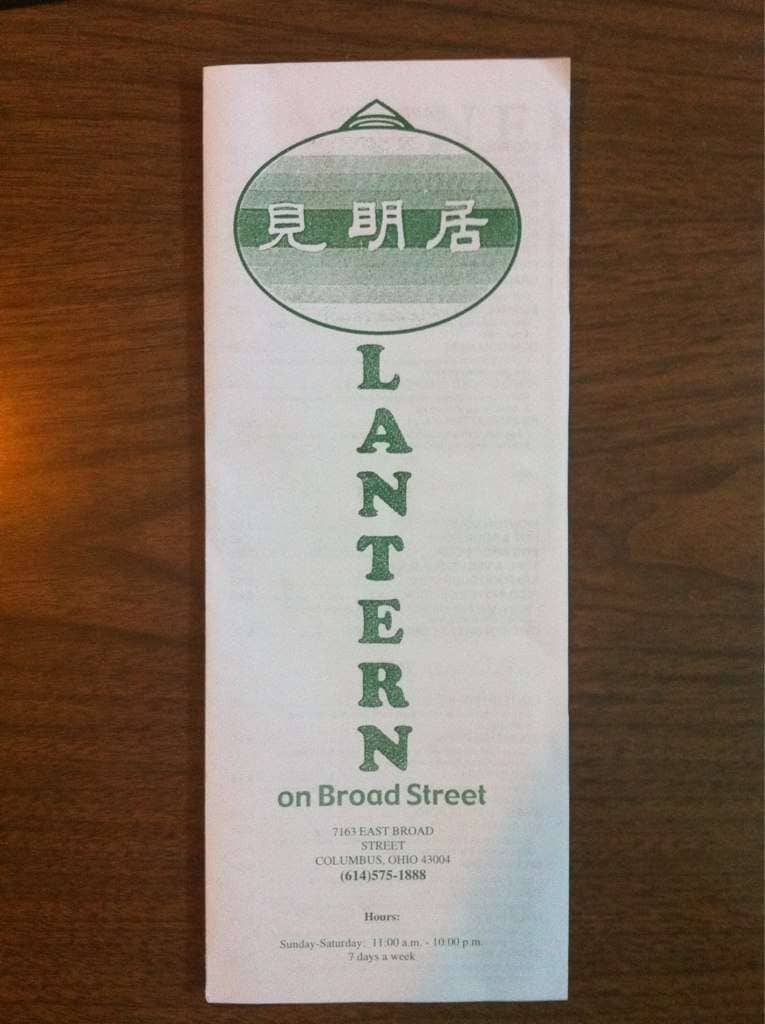 見明居
LANTERN
on Broad Street
7163 EAST BROAD
STREET
COLUMBUS, OHIO 43004
(614)575-1888
Hours:
Sunday-Saturday: 11:00 a.m. - 10:00 p.m.
7 days a week